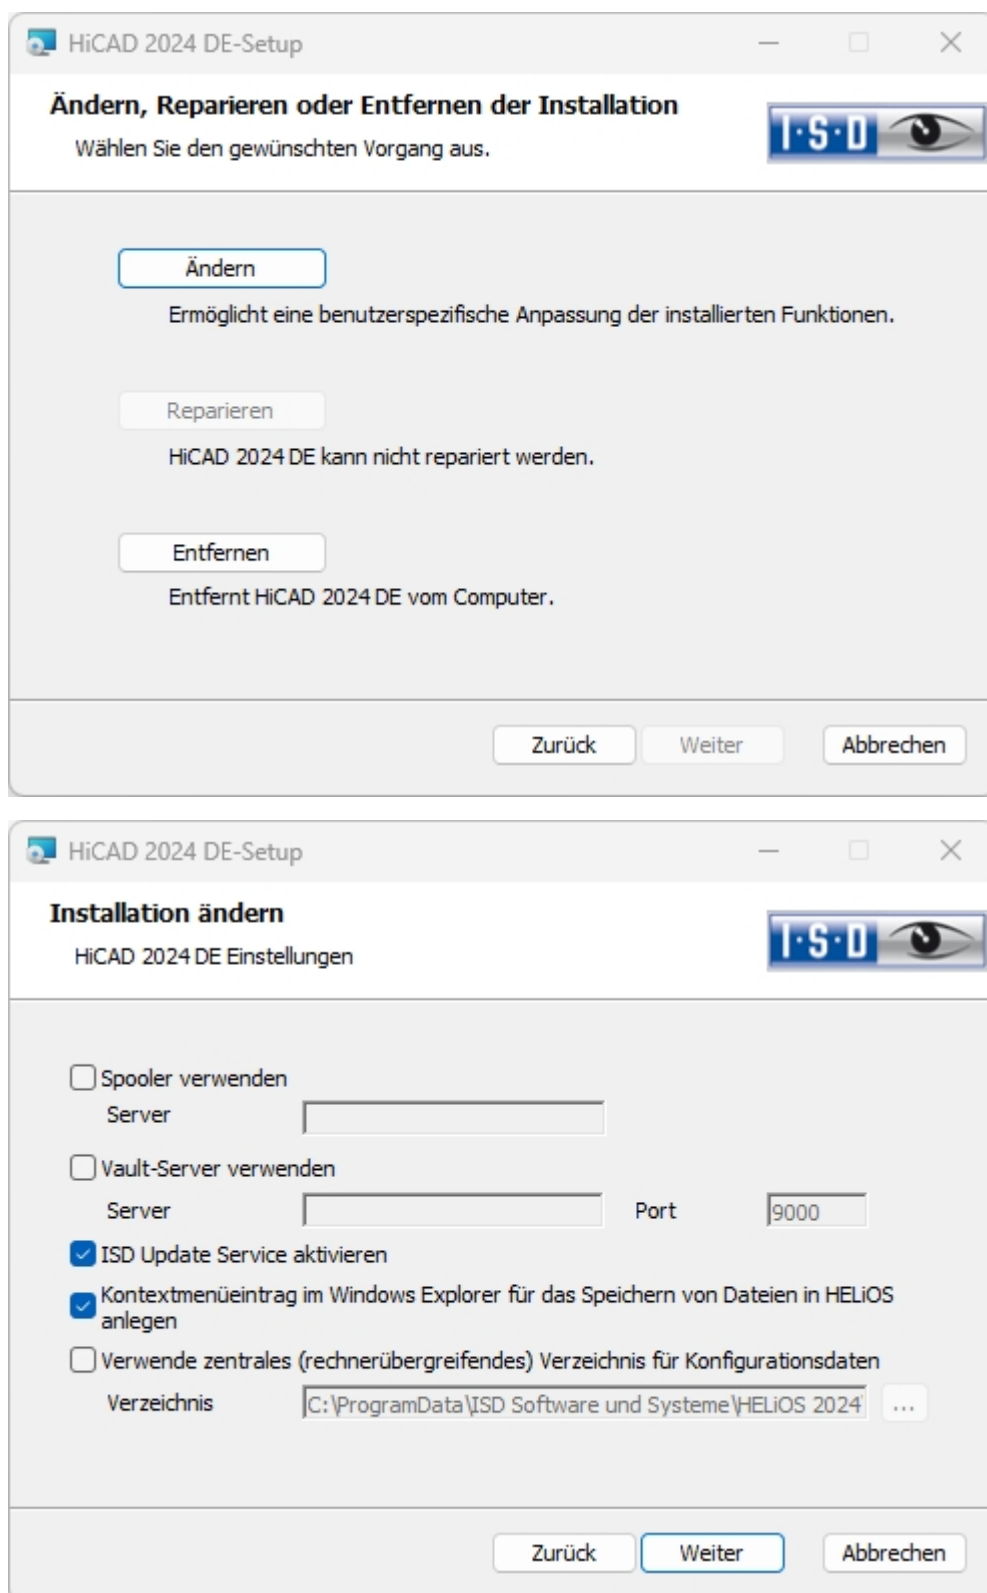 HiCAD 2024 DE-Setup
Ändern, Reparieren oder Entfernen der Installation
Wählen Sie den gewünschten Vorgang aus.
I·S·D
Ändern
Ermöglicht eine benutzerspezifische Anpassung der installierten Funktionen.
Reparieren
HiCAD 2024 DE kann nicht repariert werden.
Entfernen
Entfernt HiCAD 2024 DE vom Computer.
Zurück Weiter Abbrechen
HiCAD 2024 DE-Setup
Installation ändern
HiCAD 2024 DE Einstellungen
I·S·D
Spooler verwenden
Server
Vault-Server verwenden
Server Port 9000
ISD Update Service aktivieren
Kontextmenüeintrag im Windows Explorer für das Speichern von Dateien in HELiOS
anlegen
Verwende zentrales (rechnerübergreifendes) Verzeichnis für Konfigurationsdaten
Verzeichnis C:\ProgramData\ISD Software und Systeme\HELiOS 2024 ...
Zurück Weiter Abbrechen